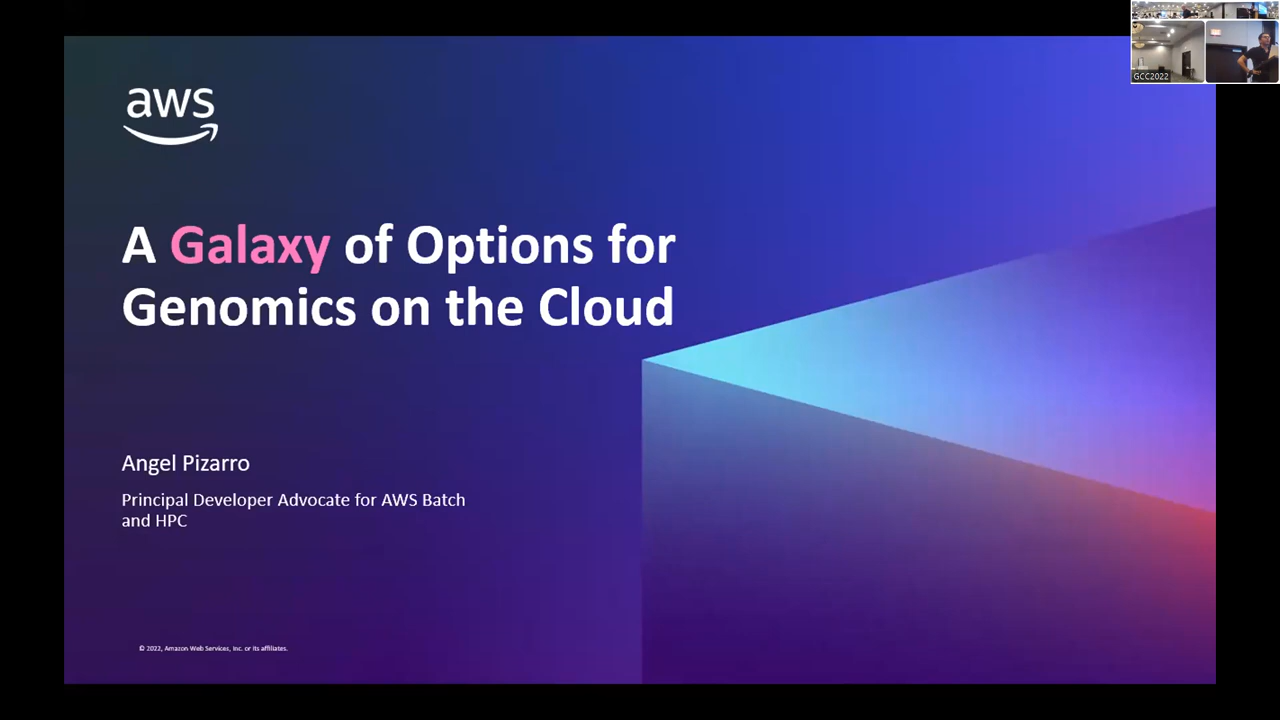 GCC2022
aws
A Galaxy of Options for
Genomics on the Cloud
Angel Pizarro
Principal Developer Advocate for AWS Batch
and HPC
© 2022, Amazon Web Services, Inc. or its affiliates.